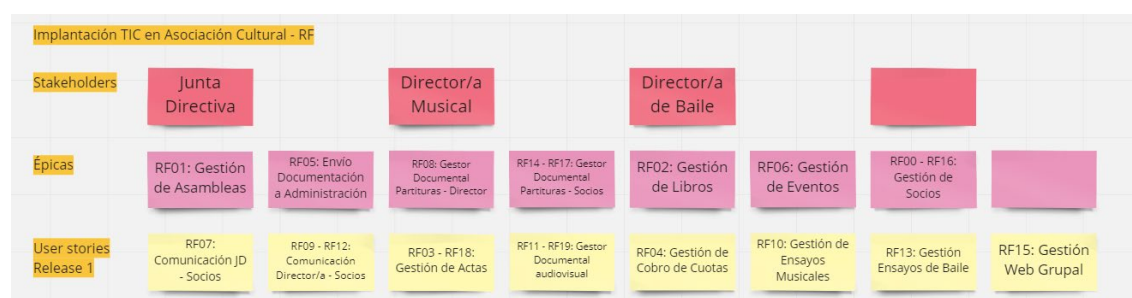 Implantación TIC en Asociación Cultural - RF
Stakeholders
Junta
Directiva
Director/a
Musical
Director/a
de Baile
Épicas
RF01: Gestión
de Asambleas
RF05: Envío
Documentación
a Administración
RF08: Gestor
Documental
Partituras - Director
RF14 - RF17: Gestor
Documental
Partituras - Socios
RF02: Gestión
de Libros
RF06: Gestión
de Eventos
RF00 - RF16:
Gestión de
Socios
User stories
Release 1
RF07:
Comunicación JD
- Socios
RF09 - RF12:
Comunicación
Director/a - Socios
RF03 - RF18:
Gestión de Actas
RF11 - RF19: Gestor
Documental
audiovisual
RF04: Gestión de
Cobro de Cuotas
RF10: Gestión de
Ensayos
Musicales
RF13: Gestión
Ensayos de Baile
RF15: Gestión
Web Grupal